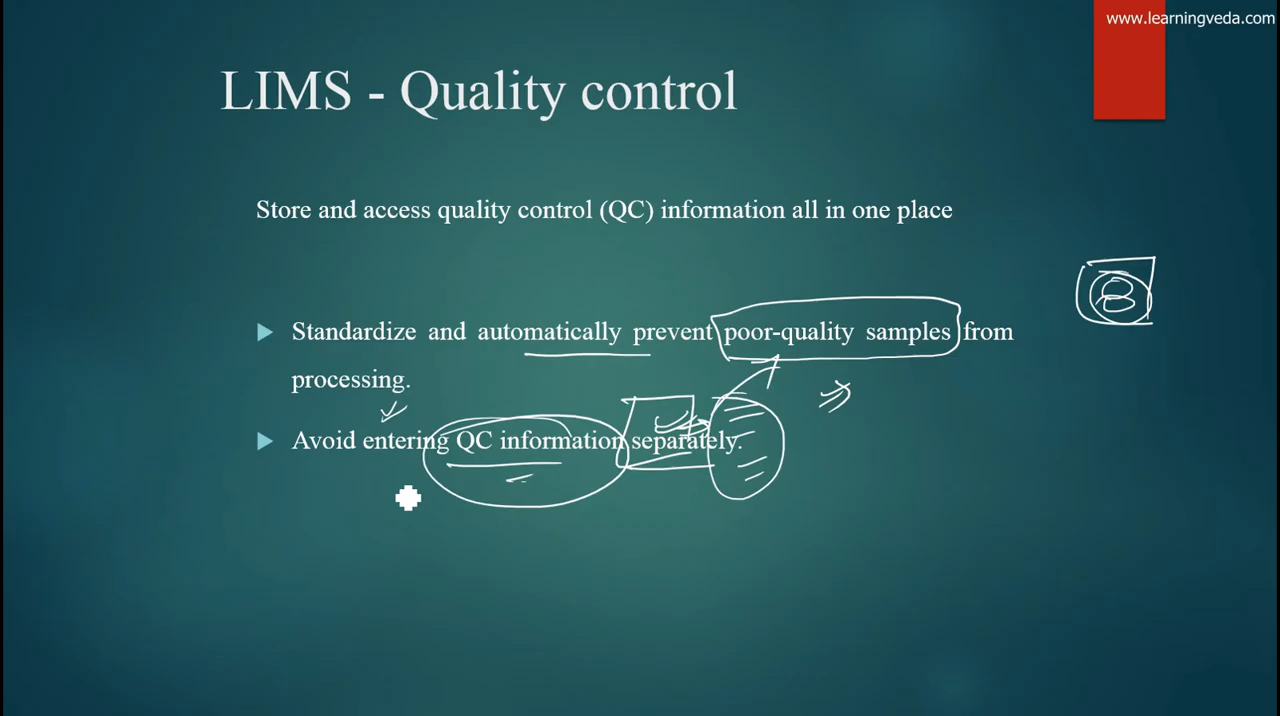 www.learningveda.com
LIMS - Quality control
Store and access quality control (QC) information all in one place
Standardize and automatically prevent poor-quality samples from
processing.
Avoid entering QC information separately.